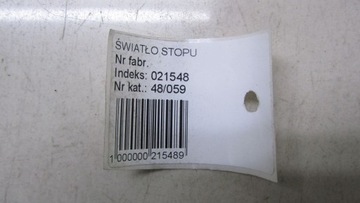 ŚWIATŁO STOPU
Nr fabr.
Indeks: 021548
Nr kat.: 48/059
1 000000 215489